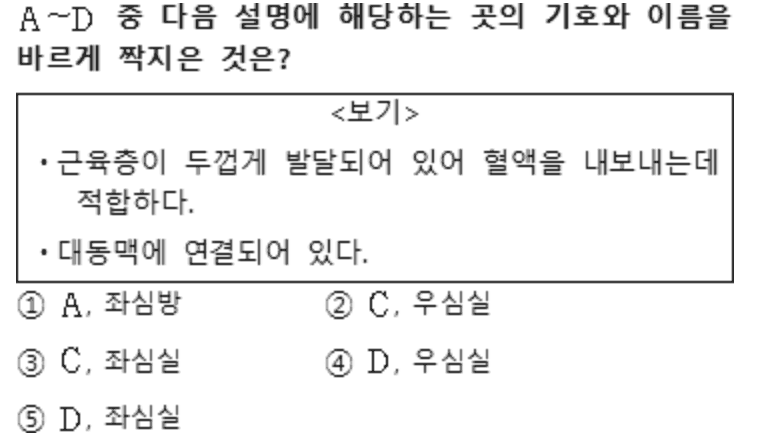 A~D 중 다음 설명에 해당하는 곳의 기호와 이름을
바르게 짝지은 것은?
<보기>
・근육층이 두껍게 발달되어 있어 혈액을 내보내는데
적합하다.
・대동맥에 연결되어 있다.
① A, 좌심방 ② C, 우심실
③ C, 좌심실 ④ D, 우심실
⑤ D, 좌심실